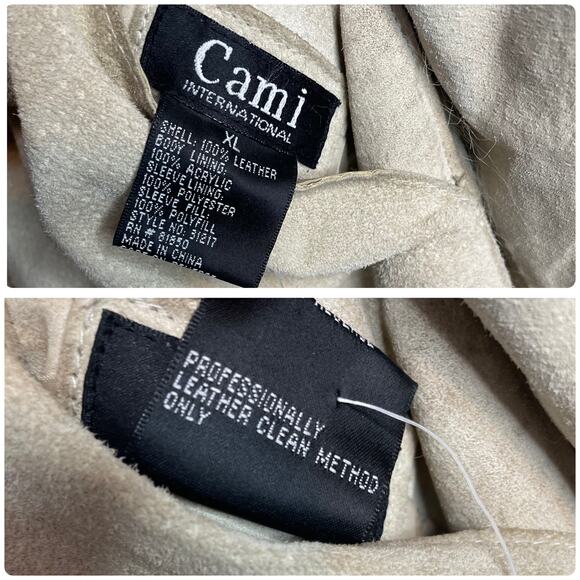 Cami
INTERNATIONAL
XL
SHELL: 100% LEATHER
BODY LINING:
100% ACRYLIC
SLEEVE LINING:
100% POLYESTER
SLEEVE FILL:
100% POLYFILL
STYLE NO: 31217
RN # 81850
MADE IN CHINA
PROFESSIONALLY
LEATHER CLEAN METHOD
ONLY